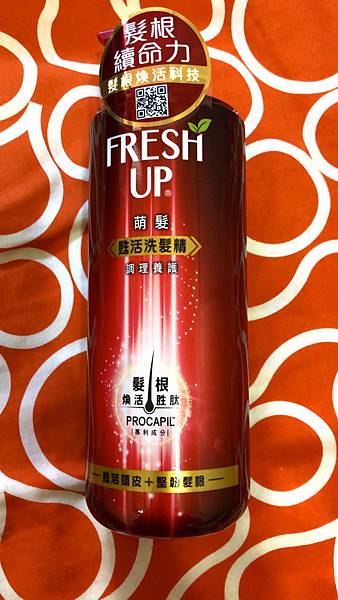 髮根
續命力
髮根煥活科技
FRESH
UP®
萌髮
甦活洗髮精
調理養護
髮根
煥活胜肽
PROCAPIL™
專利成分
甦活頭皮+堅韌髮根